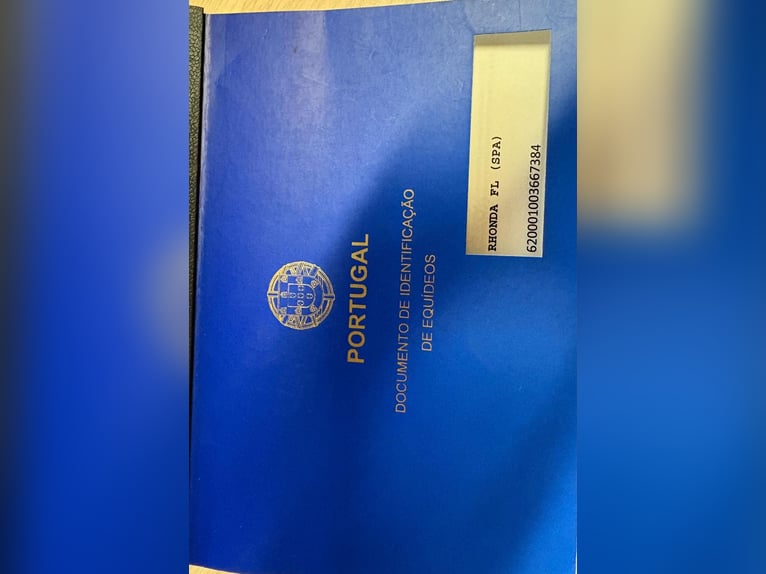 PORTUGAL
DOCUMENTO DE IDENTIFICAÇÃO
DE EQUÍDEOS
RHONDA FL (SPA)
620001003667384